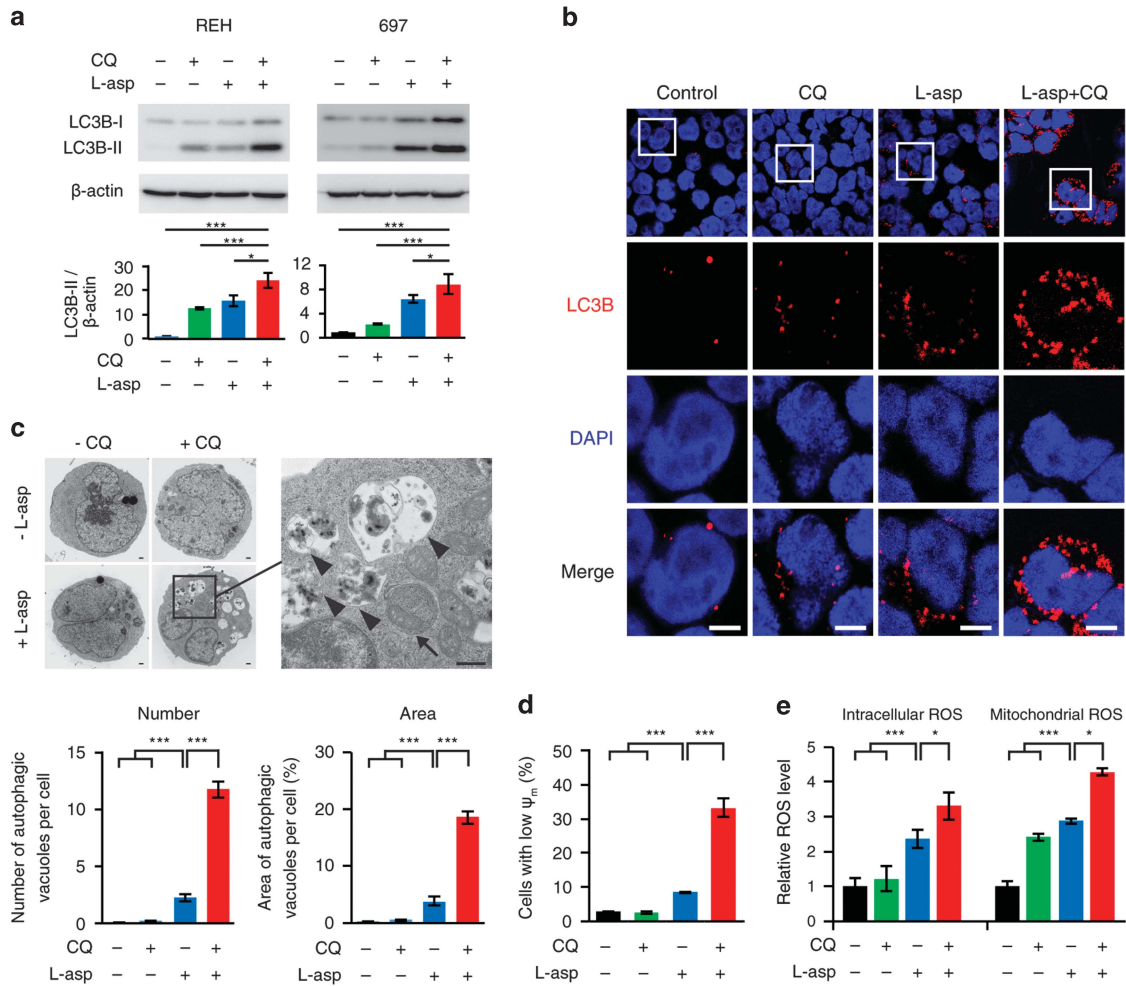 a
REH 697
CQ – + – + – + – +
L-asp – – + + – – + +
LC3B-I
LC3B-II
β-actin
*** ***
*** ***
* *
LC3B-II /
β-actin
30
20
10
0
12
8
4
0
CQ – + – + – + – +
L-asp – – + + – – + +
b
Control CQ L-asp L-asp+CQ
LC3B
DAPI
Merge
c
- CQ + CQ
- L-asp
+ L-asp
Number
*** ***
Number of autophagic
vacuoles per cell
15
10
5
0
CQ – + – +
L-asp – – + +
Area
*** ***
Area of autophagic
vacuoles per cell (%)
30
20
10
0
– + – +
– – + +
d
*** ***
Cells with low Ψm (%)
50
40
30
20
10
0
CQ – + – +
L-asp – – + +
e
Intracellular ROS Mitochondrial ROS
*** * *** *
Relative ROS level
5
4
3
2
1
0
CQ – + – + – + – +
L-asp – – + + – – + +